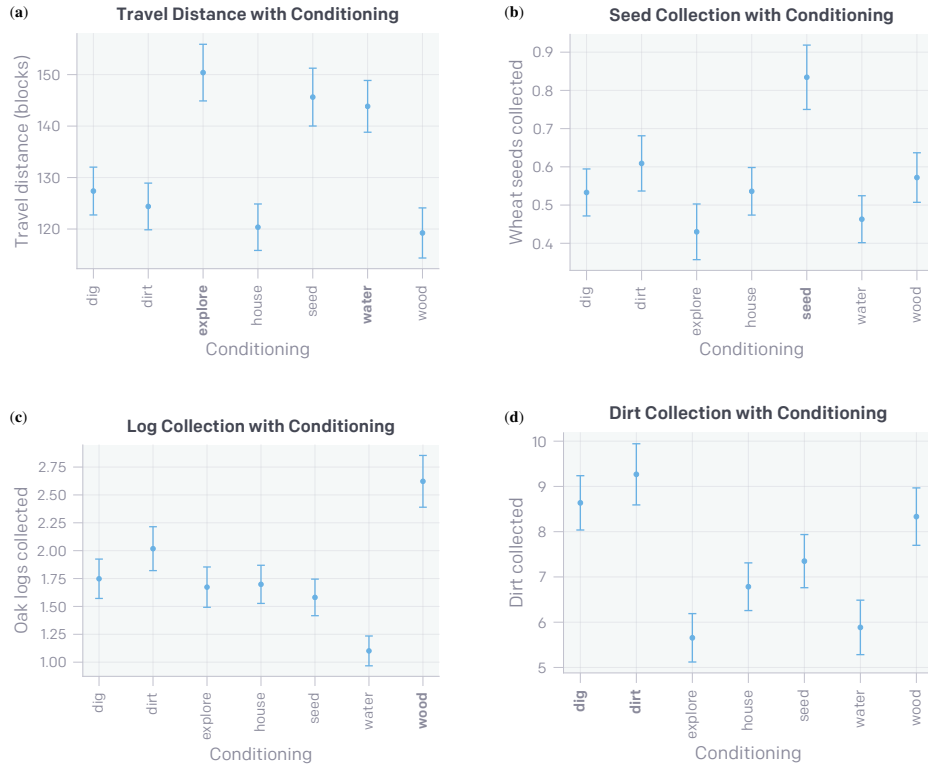 (a)
Travel Distance with Conditioning
Travel distance (blocks)
150
140
130
120
dig
dirt
explore
house
seed
water
wood
Conditioning
(b)
Seed Collection with Conditioning
Wheat seeds collected
0.9
0.8
0.7
0.6
0.5
0.4
dig
dirt
explore
house
seed
water
wood
Conditioning
(c)
Log Collection with Conditioning
Oak logs collected
2.75
2.50
2.25
2.00
1.75
1.50
1.25
1.00
dig
dirt
explore
house
seed
water
wood
Conditioning
(d)
Dirt Collection with Conditioning
Dirt collected
10
9
8
7
6
5
dig
dirt
explore
house
seed
water
wood
Conditioning